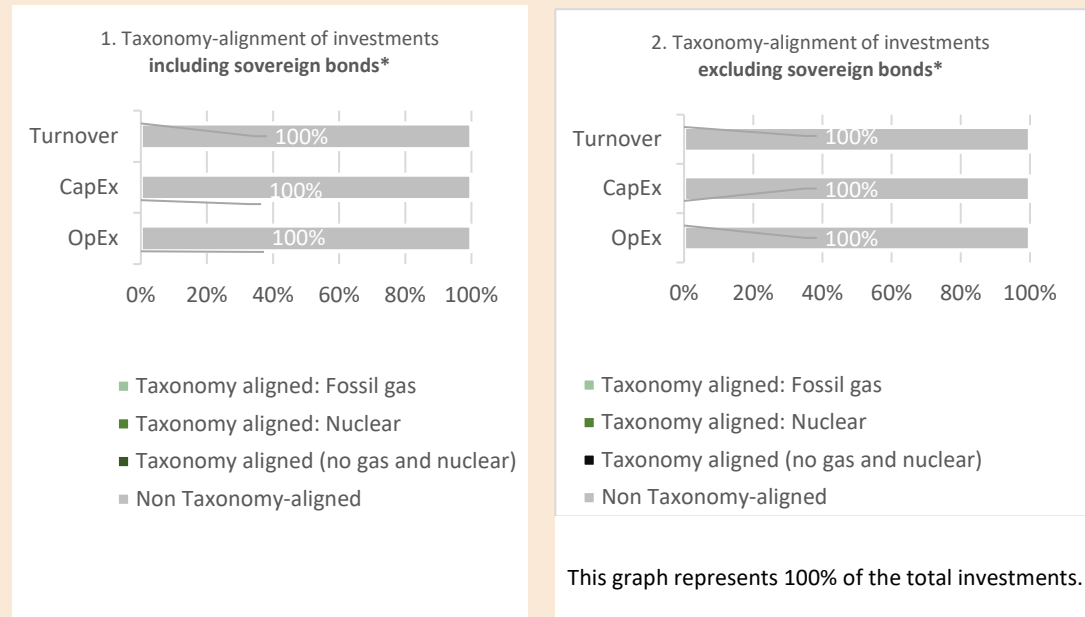 1. Taxonomy-alignment of investments
including sovereign bonds*
Turnover
100%
CapEx
100%
OpEx
100%
0% 20% 40% 60% 80% 100%
Taxonomy aligned: Fossil gas
Taxonomy aligned: Nuclear
Taxonomy aligned (no gas and nuclear)
Non Taxonomy-aligned
2. Taxonomy-alignment of investments
excluding sovereign bonds*
Turnover
100%
CapEx
100%
OpEx
100%
0% 20% 40% 60% 80% 100%
Taxonomy aligned: Fossil gas
Taxonomy aligned: Nuclear
Taxonomy aligned (no gas and nuclear)
Non Taxonomy-aligned
This graph represents 100% of the total investments.